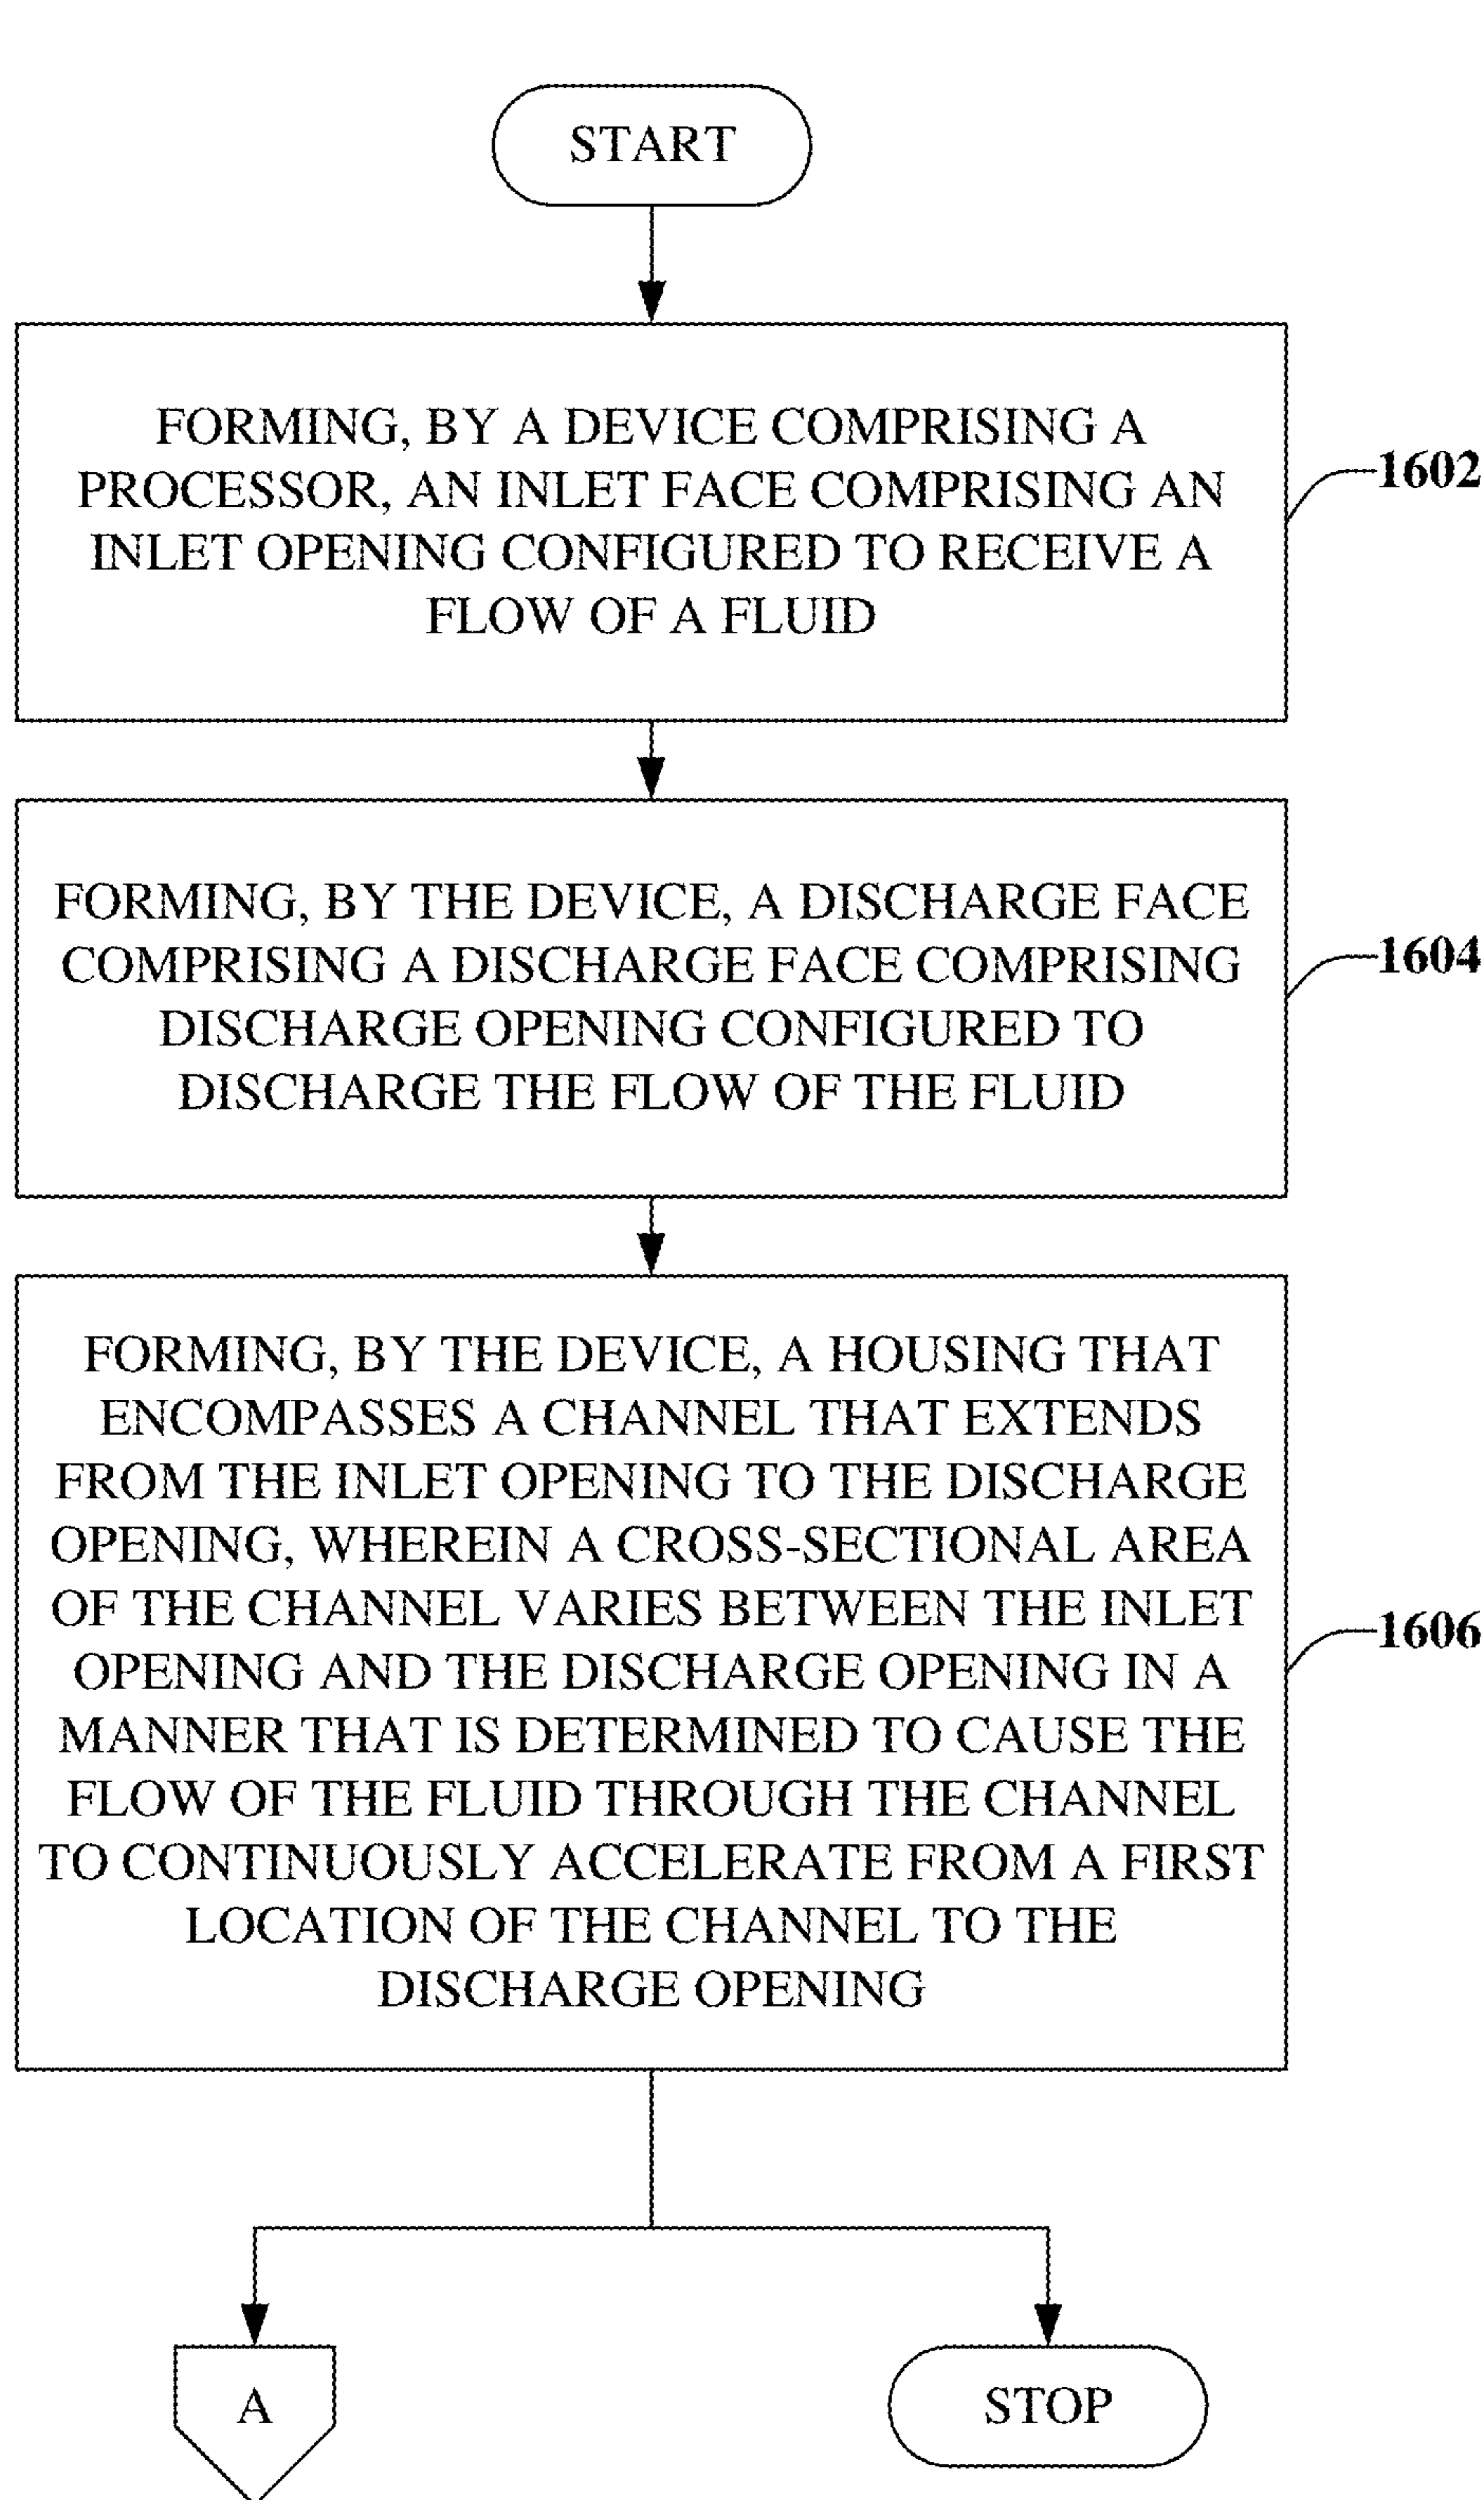 START
FORMING, BY A DEVICE COMPRISING A
PROCESSOR, AN INLET FACE COMPRISING AN
INLET OPENING CONFIGURED TO RECEIVE A
FLOW OF A FLUID
1602
FORMING, BY THE DEVICE, A DISCHARGE FACE
COMPRISING A DISCHARGE FACE COMPRISING
DISCHARGE OPENING CONFIGURED TO
DISCHARGE THE FLOW OF THE FLUID
1604
FORMING, BY THE DEVICE, A HOUSING THAT
ENCOMPASSES A CHANNEL THAT EXTENDS
FROM THE INLET OPENING TO THE DISCHARGE
OPENING, WHEREIN A CROSS-SECTIONAL AREA
OF THE CHANNEL VARIES BETWEEN THE INLET
OPENING AND THE DISCHARGE OPENING IN A
MANNER THAT IS DETERMINED TO CAUSE THE
FLOW OF THE FLUID THROUGH THE CHANNEL
TO CONTINUOUSLY ACCELERATE FROM A FIRST
LOCATION OF THE CHANNEL TO THE
DISCHARGE OPENING
1606
A
STOP